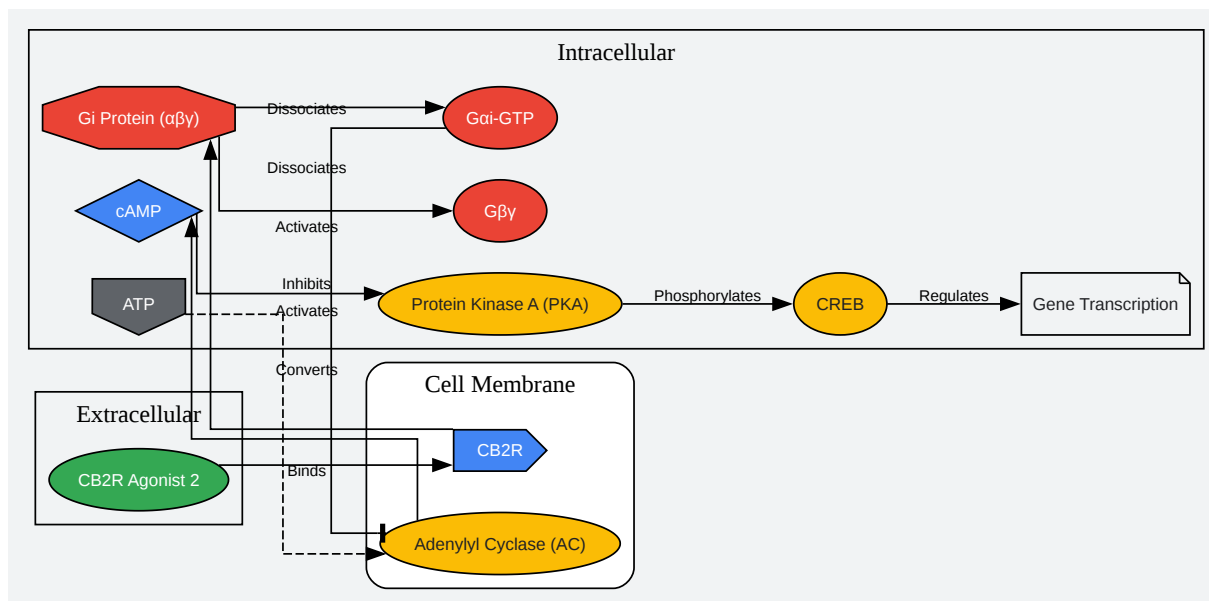 Intracellular
Gi Protein (αβγ)
Dissociates
Gαi-GTP
Dissociates
cAMP
Gβγ
Activates
Inhibits
ATP
Activates
Protein Kinase A (PKA)
Phosphorylates
CREB
Regulates
Gene Transcription
Converts
Cell Membrane
Extracellular
CB2R
CB2R Agonist 2
Binds
Adenylyl Cyclase (AC)